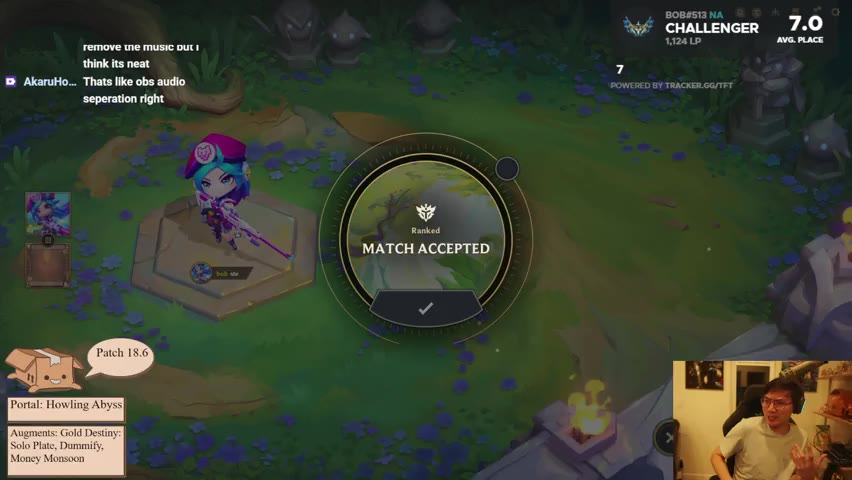 remove the music but I
think its neat
AkaruHo... Thats like obs audio
seperation right
BOB#513 NA
CHALLENGER
1,124 LP
7.0
AVG. PLACE
7
POWERED BY TRACKER.GG/TFT
Ranked
MATCH ACCEPTED
Patch 18.6
Portal: Howling Abyss
Augments: Gold Destiny:
Solo Plate, Dummify,
Money Monsoon